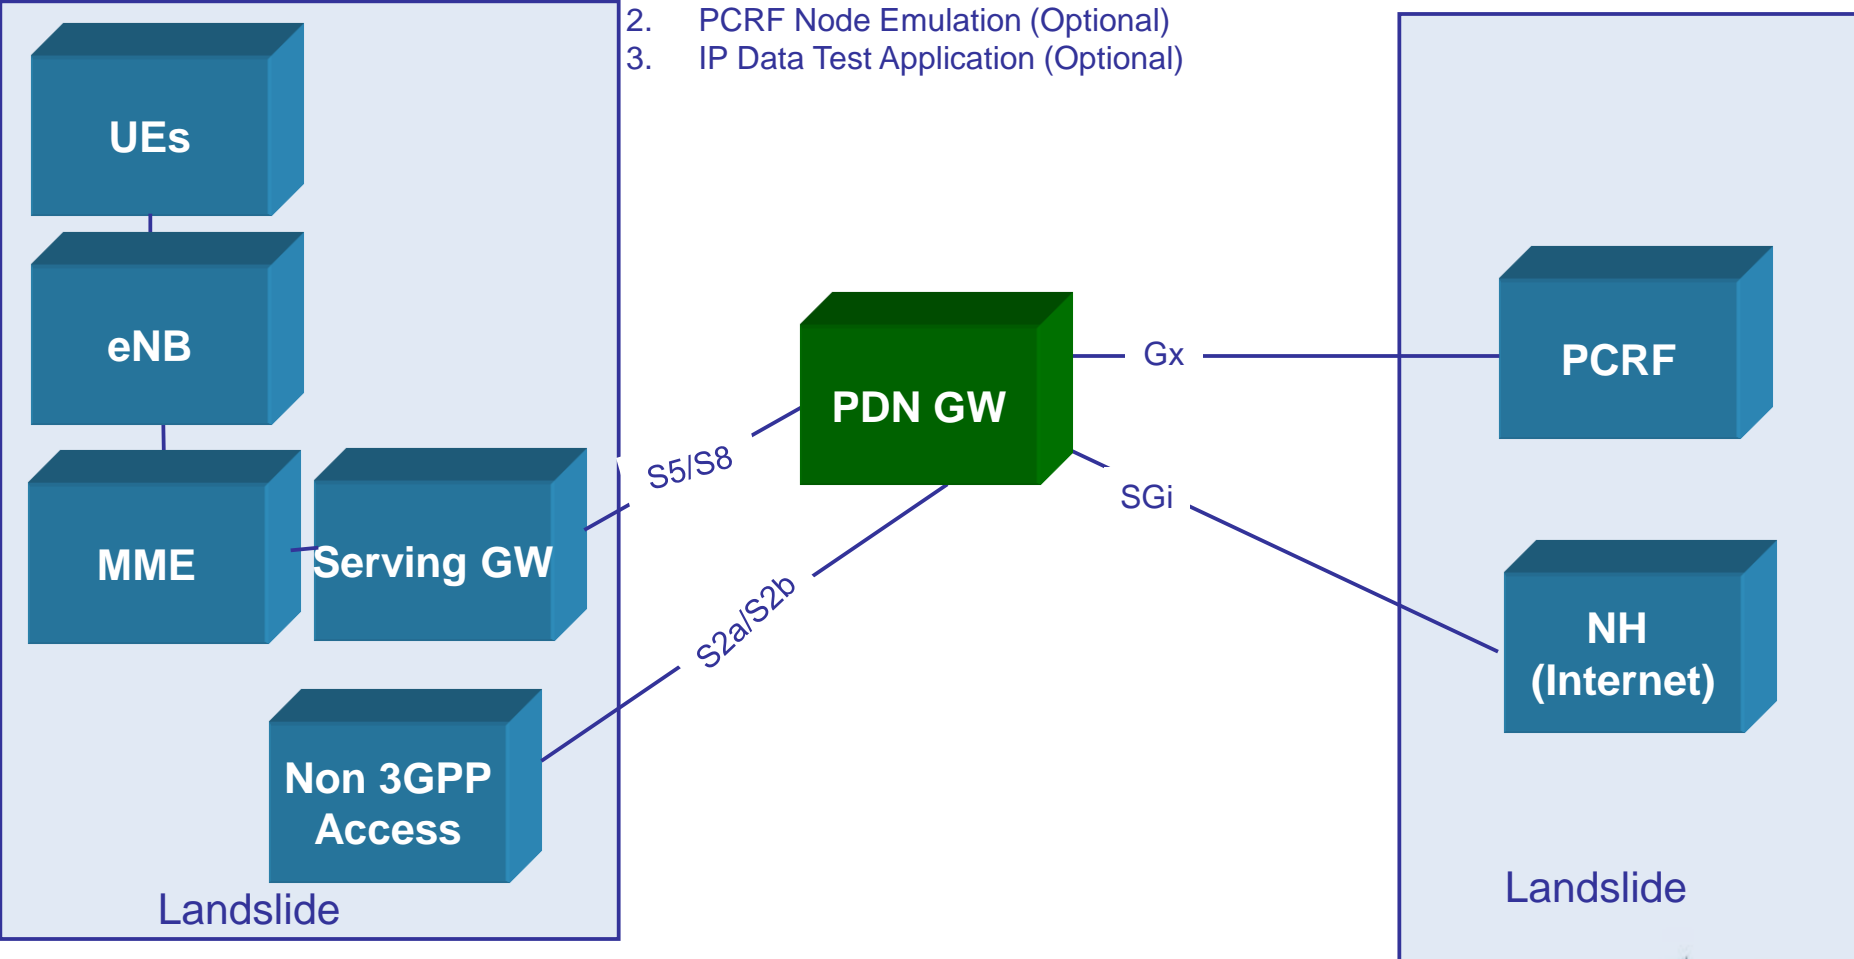 2. PCRF Node Emulation (Optional)
3. IP Data Test Application (Optional)
UEs
eNB
MME
Serving GW
Non 3GPP
Access
Landslide
S5/S8
S2a/S2b
PDN GW
Gx
SGi
PCRF
NH
(Internet)
Landslide